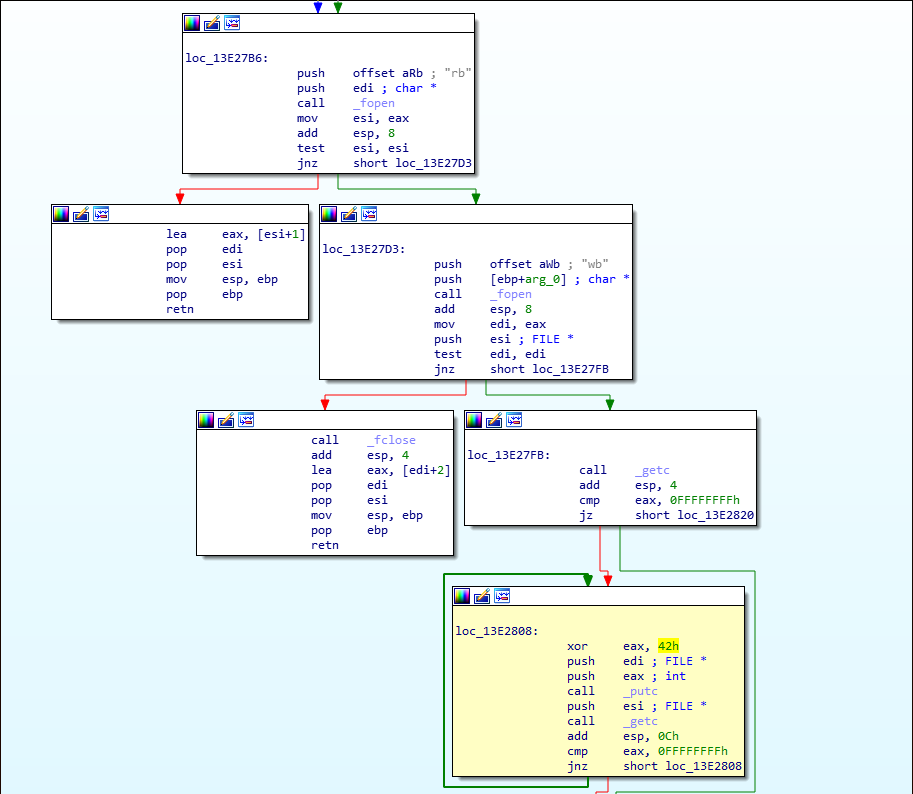 loc_13E27B6:
push offset aRb ; "rb"
push edi ; char *
call _fopen
mov esi, eax
add esp, 8
test esi, esi
jnz short loc_13E27D3
lea eax, [esi+1]
pop edi
pop esi
mov esp, ebp
pop ebp
retn
loc_13E27D3:
push offset aWb ; "wb"
push [ebp+arg_0] ; char *
call _fopen
add esp, 8
mov edi, eax
push esi ; FILE *
test edi, edi
jnz short loc_13E27FB
call _fclose
add esp, 4
lea eax, [edi+2]
pop edi
pop esi
mov esp, ebp
pop ebp
retn
loc_13E27FB:
call _getc
add esp, 4
cmp eax, 0FFFFFFFFh
jz short loc_13E2820
loc_13E2808:
xor eax, 42h
push edi ; FILE *
push eax ; int
call _putc
push esi ; FILE *
call _getc
add esp, 0Ch
cmp eax, 0FFFFFFFFh
jnz short loc_13E2808